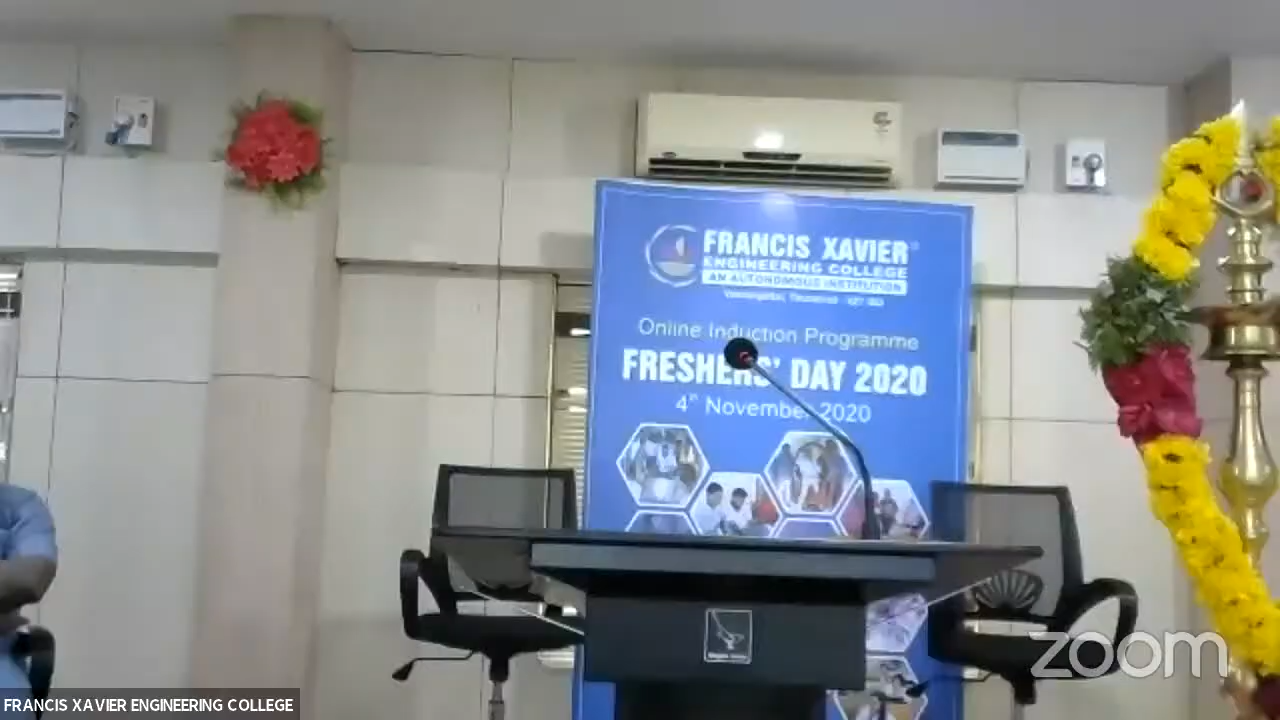 FRANCIS XAVIER
ENGINEERING COLLEGE
AN AUTONOMOUS INSTITUTION
Online Induction Programme
FRESHERS' DAY 2020
4th November 2020
zoom
FRANCIS XAVIER ENGINEERING COLLEGE